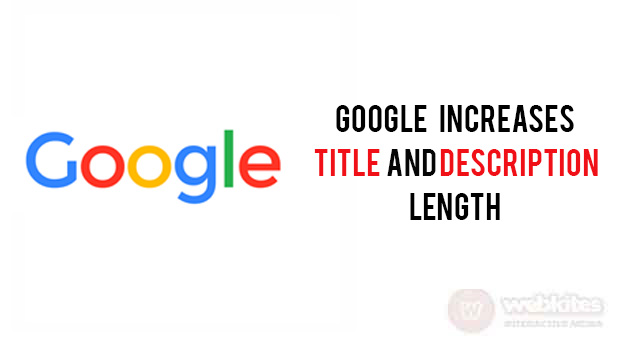 Google
GOOGLE INCREASES
TITLE AND DESCRIPTION
LENGTH
webkites
INTERACTIVE MEDIA